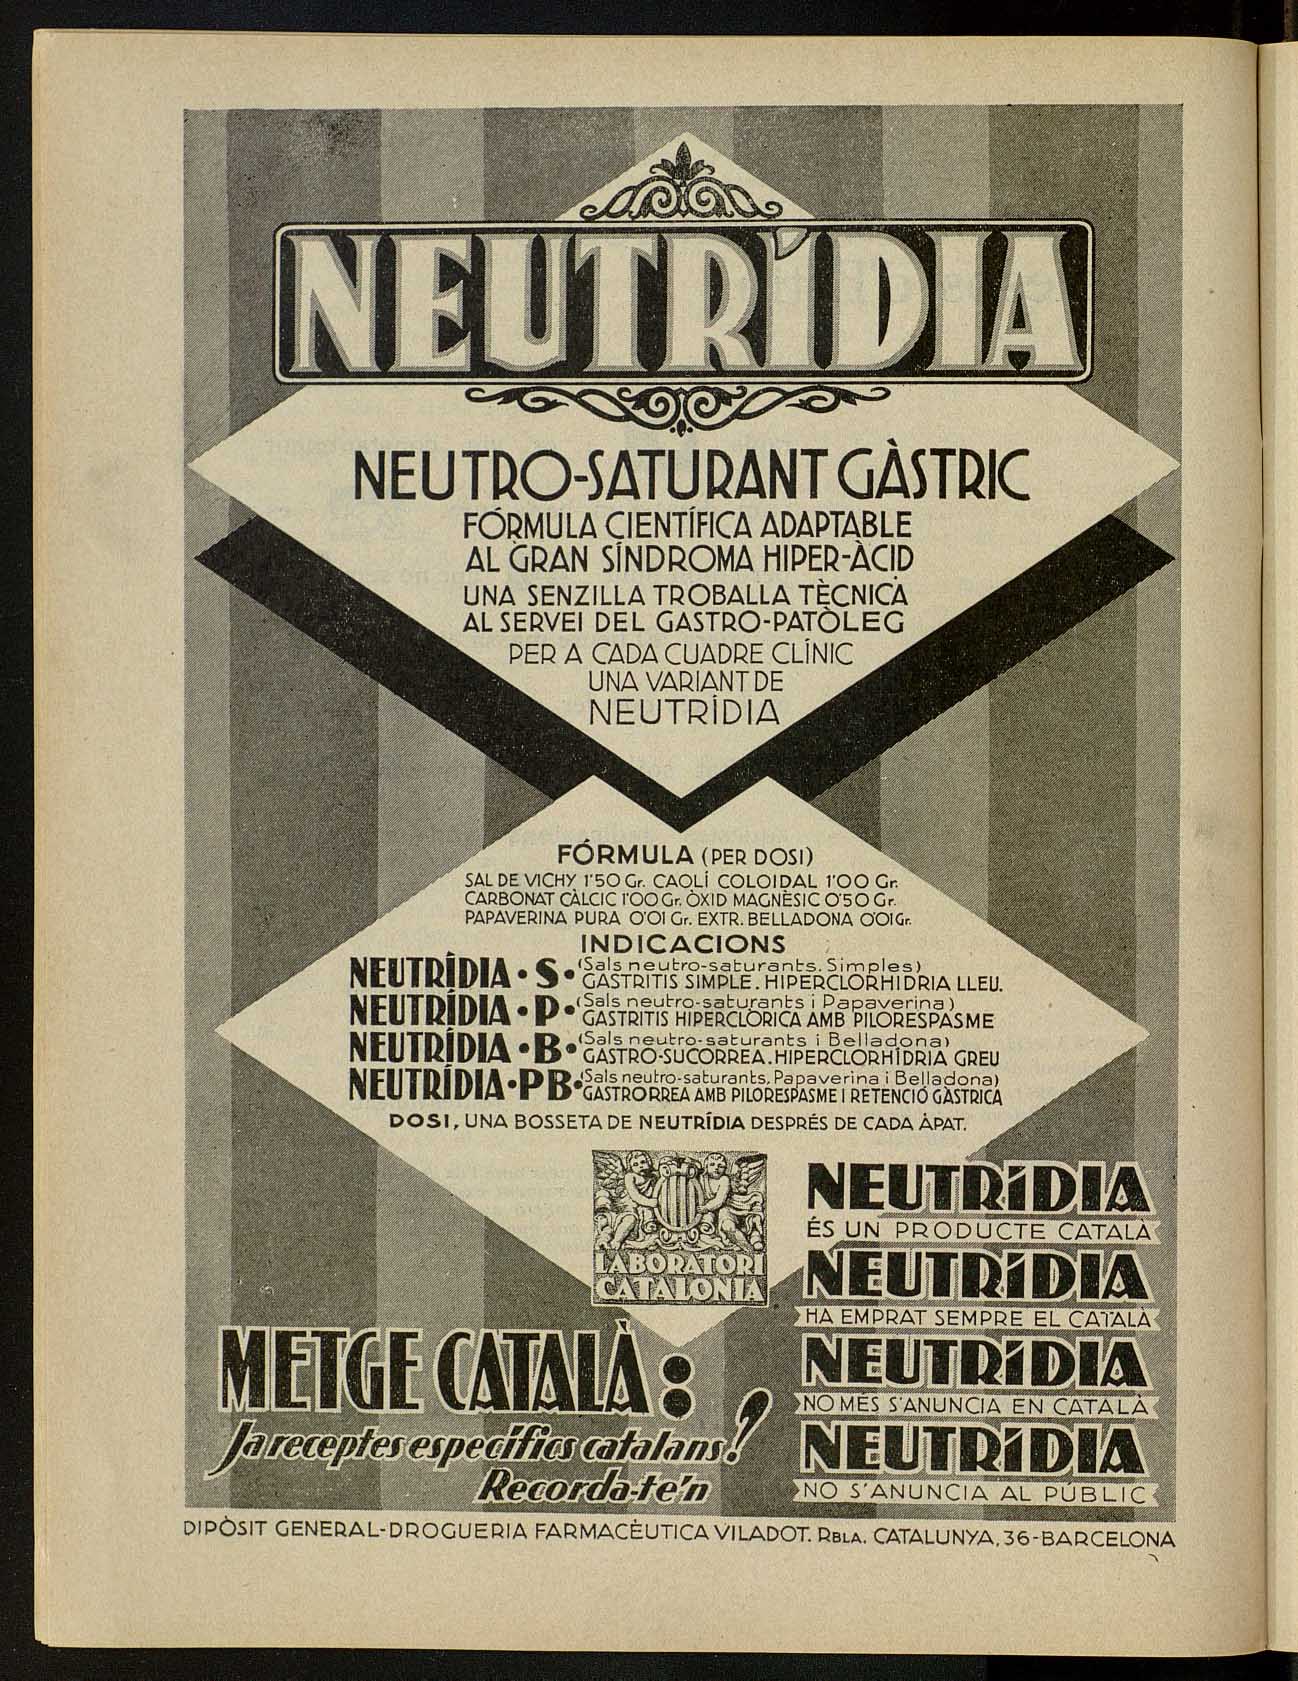 NEUTRÍDIA
NEUTRO-SATURANT GÀSTRIC
FÓRMULA CIENTÍFICA ADAPTABLE
AL GRAN SÍNDROMA HIPER-ÀCID
UNA SENZILLA TROBALLA TÈCNICA
AL SERVEI DEL GASTRO-PATÒLEG
PER A CADA CUADRE CLÍNIC
UNA VARIANT DE
NEUTRÍDIA
FÓRMULA (PER DOSI)
SAL DE VICHY 1'50 Gr. CAOLÍ COLOIDAL 1'00 Gr.
CARBONAT CÀLCIC 1'00 Gr. ÒXID MAGNÈSIC 0'50 Gr.
PAPAVERINA PURA 0'01 Gr. EXTR. BELLADONA 0'01 Gr.
INDICACIONS
NEUTRÍDIA • S • (Sals neutro-saturants. Simples)
GASTRITIS SIMPLE. HIPERCLORHIDRIA LLEU.
NEUTRÍDIA • P • (Sals neutro-saturants i Papaverina)
GASTRITIS HIPERCLÒRICA AMB PILORESPASME
NEUTRÍDIA • B • (Sals neutro-saturants i Belladona)
GASTRO-SUCORREA. HIPERCLORHÍDRIA GREU
NEUTRÍDIA • PB • (Sals neutro-saturants, Papaverina i Belladona)
GASTRORREA AMB PILORESPASME I RETENCIÓ GÀSTRICA
DOSI, UNA BOSSETA DE NEUTRÍDIA DESPRÉS DE CADA ÀPAT.
LABORATORI
CATALONIA
METGE CATALÀ:
Ja receptes específics catalans!
Recorda-te'n
NEUTRÍDIA
ÉS UN PRODUCTE CATALÀ
NEUTRÍDIA
HA EMPRAT SEMPRE EL CATALÀ
NEUTRÍDIA
NO MÉS S'ANUNCIA EN CATALÀ
NEUTRÍDIA
NO S'ANUNCIA AL PÚBLIC
DIPÒSIT GENERAL-DROGUERIA FARMACÈUTICA VILADOT. RBLA. CATALUNYA, 36-BARCELONA